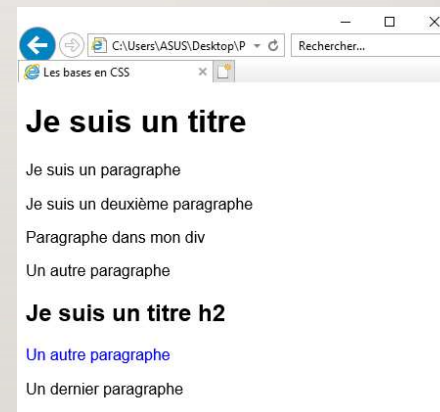 C:\Users\ASUS\Desktop\P
Rechercher...
Les bases en CSS
Je suis un titre
Je suis un paragraphe
Je suis un deuxième paragraphe
Paragraphe dans mon div
Un autre paragraphe
Je suis un titre h2
Un autre paragraphe
Un dernier paragraphe